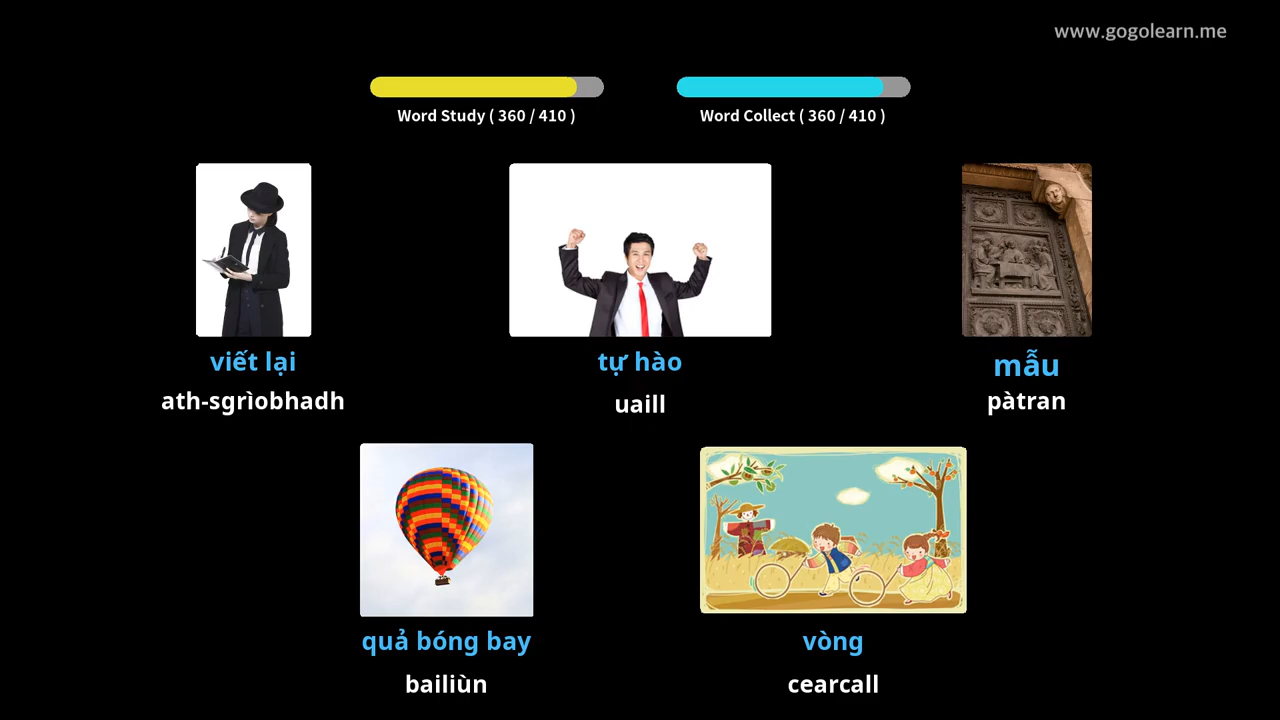 www.gogolearn.me
Word Study ( 360 / 410 )
Word Collect ( 360 / 410 )
viết lại
ath-sgrìobhadh
tự hào
uaill
mẫu
pàtran
quả bóng bay
bailiùn
vòng
cearcall